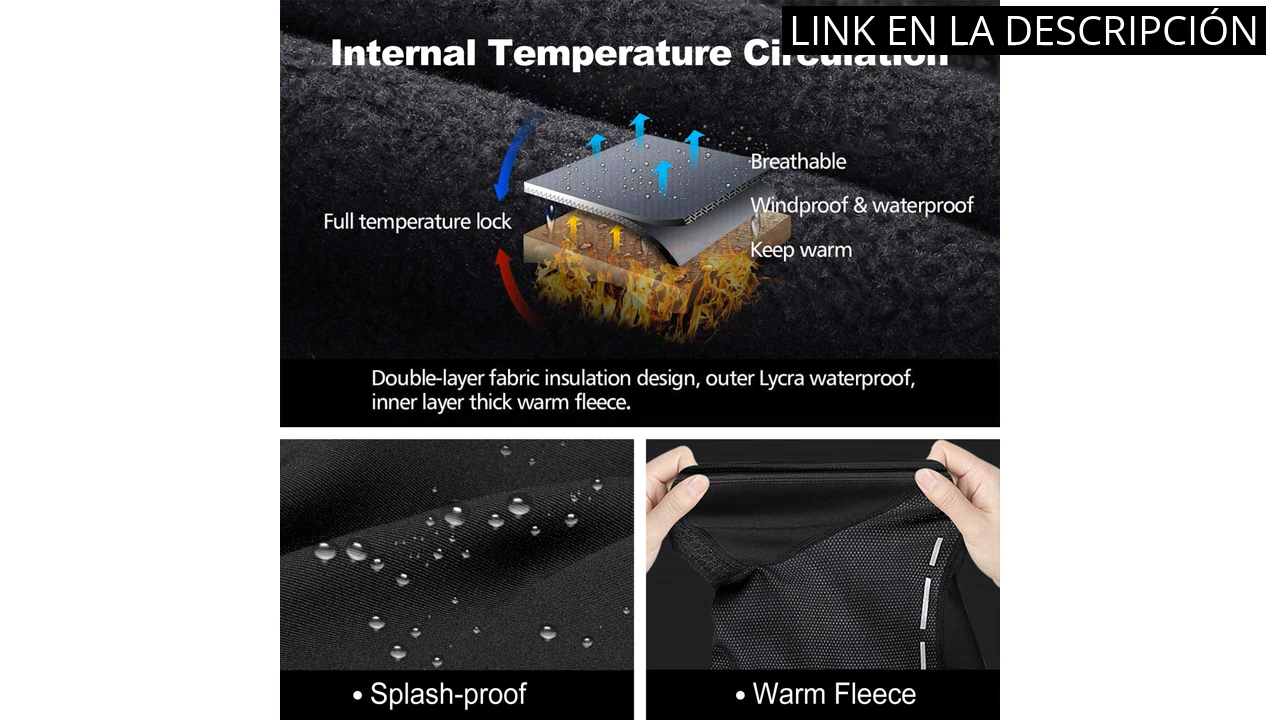 LINK EN LA DESCRIPCIÓN
Internal Temperature Circulation
Breathable
Windproof & waterproof
Full temperature lock
Keep warm
Double-layer fabric insulation design, outer Lycra waterproof,
inner layer thick warm fleece.
• Splash-proof
• Warm Fleece